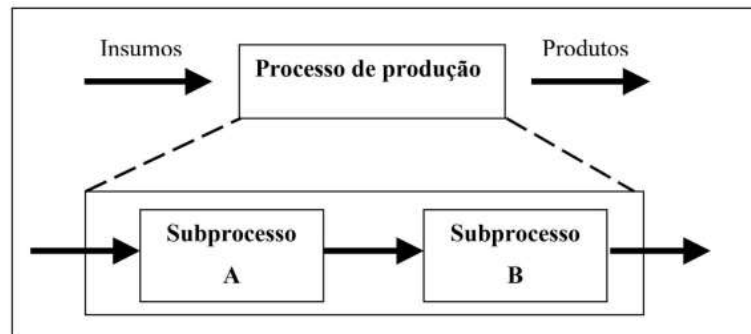 Insumos
Produtos
Processo de produção
Subprocesso
A
Subprocesso
B